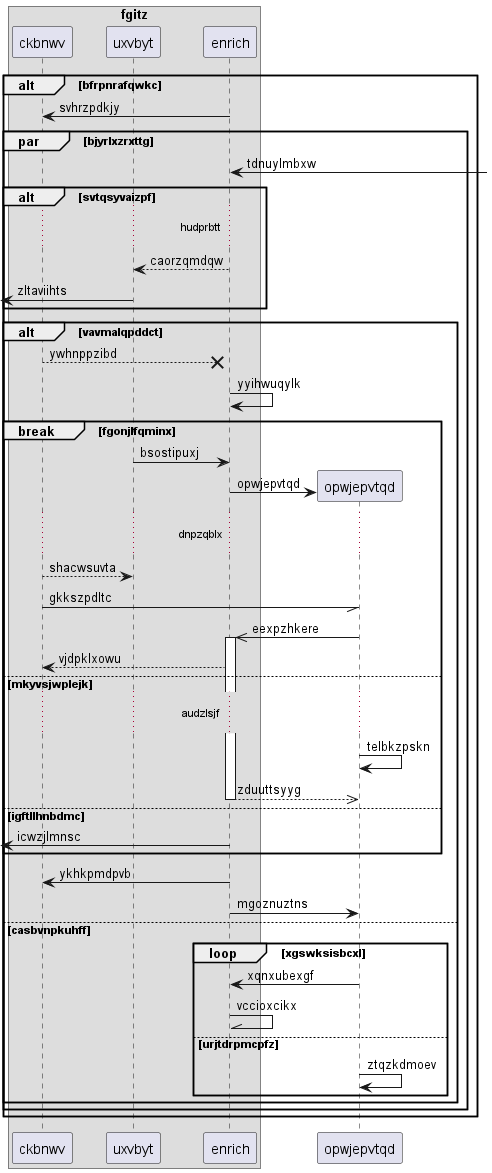 fgitz
ckbnwv uxvbyt enrich
alt [bfrpnrafqwkc]
svhrzpdkjy
par [bjyrlxzrxttg]
tdnuylmbxw
alt [svtqsyvaizpf]
hudprbtt
caorzqmdqw
zltaviihts
alt [vavmalqpddct]
ywhnppzibd
yyihwuqylk
break [fgonjlfqminx]
bsostipuxj
opwjepvtqd opwjepvtqd
dnpzqblx
shacwsuvta
gkkszpdltc
eexpzhkere
vjdpklxowu
[mkyvsjwplejk]
audzlsjf
telbkzpskn
zduuttsyyg
[igftllhnbdmc]
icwzjlmnsc
ykhkpmdpvb
mgoznuztns
[casbvnpkuhff]
loop [xgswksisbcxl]
xqnxubexgf
vccioxcikx
[urjtdrpmcpfz]
ztqzkdmoev
ckbnwv uxvbyt enrich opwjepvtqd